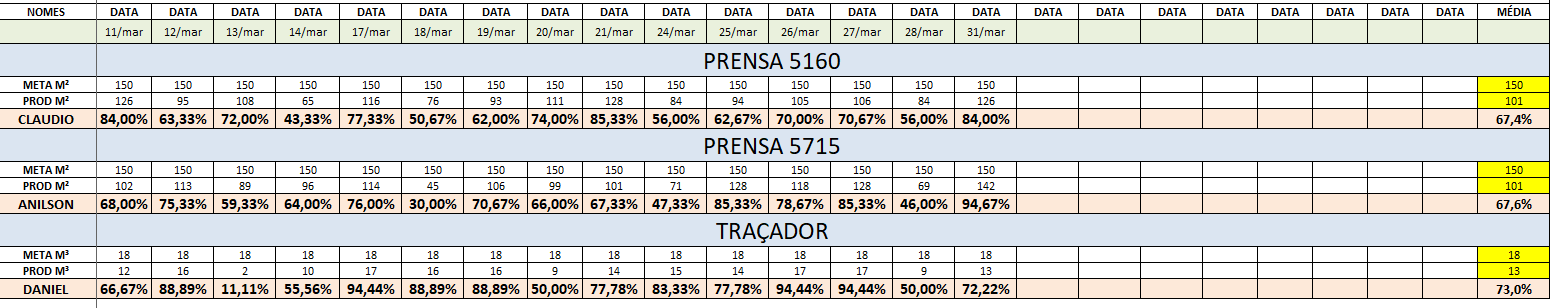 NOMES DATA DATA DATA DATA DATA DATA DATA DATA DATA DATA DATA DATA DATA DATA DATA DATA DATA DATA DATA DATA DATA DATA MÉDIA
11/mar 12/mar 13/mar 14/mar 17/mar 18/mar 19/mar 20/mar 21/mar 24/mar 25/mar 26/mar 27/mar 28/mar 31/mar
PRENSA 5160
META M² 150 150 150 150 150 150 150 150 150 150 150 150 150 150 150 150
PROD M² 126 95 108 65 116 76 93 111 128 84 94 105 106 84 126 101
CLAUDIO 84,00% 63,33% 72,00% 43,33% 77,33% 50,67% 62,00% 74,00% 85,33% 56,00% 62,67% 70,00% 70,67% 56,00% 84,00% 67,4%
PRENSA 5715
META M² 150 150 150 150 150 150 150 150 150 150 150 150 150 150 150 150
PROD M² 102 113 89 96 114 45 106 99 101 71 128 118 128 69 142 101
ANILSON 68,00% 75,33% 59,33% 64,00% 76,00% 30,00% 70,67% 66,00% 67,33% 47,33% 85,33% 78,67% 85,33% 46,00% 94,67% 67,6%
TRAÇADOR
META M³ 18 18 18 18 18 18 18 18 18 18 18 18 18 18 18 18
PROD M³ 12 16 2 10 17 16 16 9 14 15 14 17 17 9 13 13
DANIEL 66,67% 88,89% 11,11% 55,56% 94,44% 88,89% 88,89% 50,00% 77,78% 83,33% 77,78% 94,44% 94,44% 50,00% 72,22% 73,0%